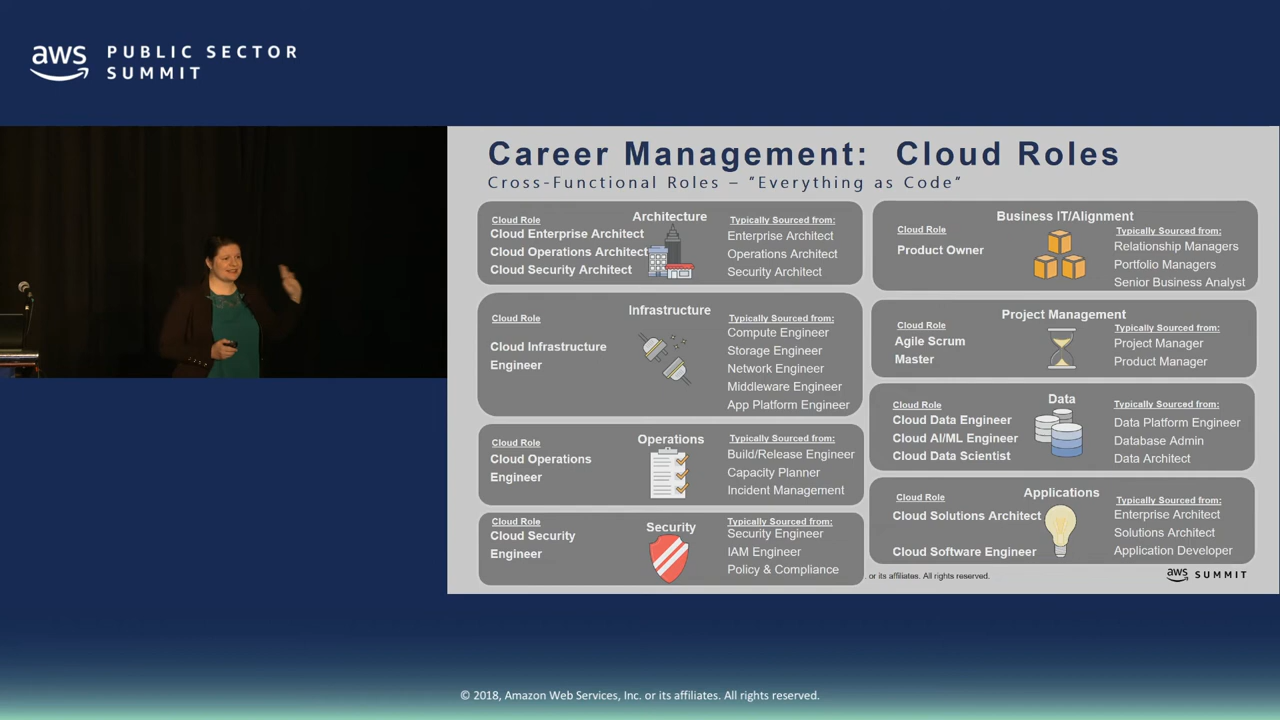 aws
PUBLIC SECTOR
SUMMIT
Career Management: Cloud Roles
Cross-Functional Roles – “Everything as Code”
Architecture
Cloud Role
Cloud Enterprise Architect
Cloud Operations Architect
Cloud Security Architect
Typically Sourced from:
Enterprise Architect
Operations Architect
Security Architect
Infrastructure
Cloud Role
Cloud Infrastructure
Engineer
Typically Sourced from:
Compute Engineer
Storage Engineer
Network Engineer
Middleware Engineer
App Platform Engineer
Operations
Cloud Role
Cloud Operations
Engineer
Typically Sourced from:
Build/Release Engineer
Capacity Planner
Incident Management
Security
Cloud Role
Cloud Security
Engineer
Typically Sourced from:
Security Engineer
IAM Engineer
Policy & Compliance
Business IT/Alignment
Cloud Role
Product Owner
Typically Sourced from:
Relationship Managers
Portfolio Managers
Senior Business Analyst
Project Management
Cloud Role
Agile Scrum
Master
Typically Sourced from:
Project Manager
Product Manager
Data
Cloud Role
Cloud Data Engineer
Cloud AI/ML Engineer
Cloud Data Scientist
Typically Sourced from:
Data Platform Engineer
Database Admin
Data Architect
Applications
Cloud Role
Cloud Solutions Architect
Cloud Software Engineer
Typically Sourced from:
Enterprise Architect
Solutions Architect
Application Developer
or its affiliates. All rights reserved.
aws SUMMIT
© 2018, Amazon Web Services, Inc. or its affiliates. All rights reserved.